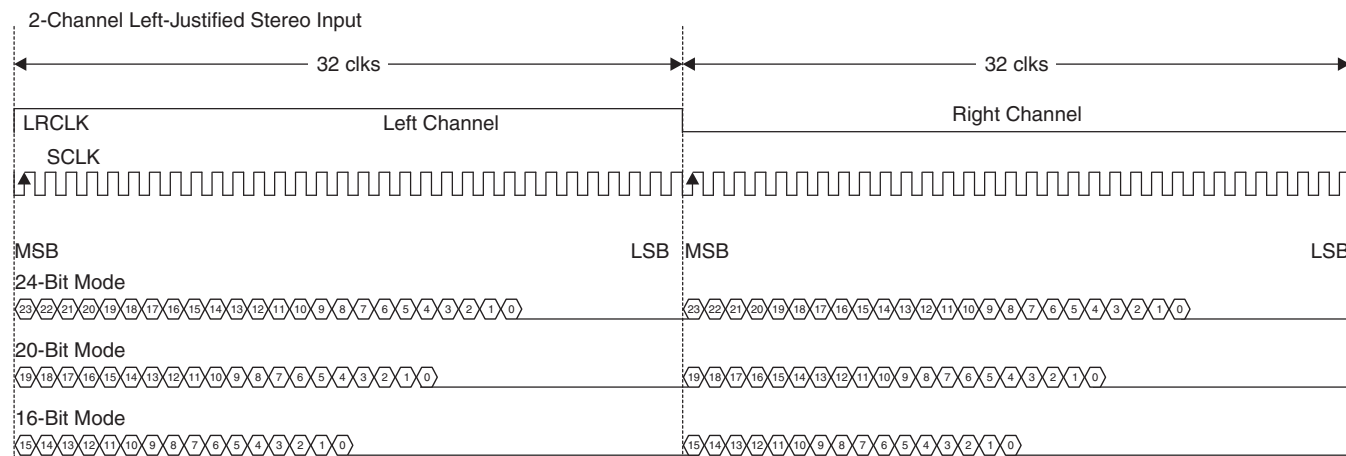 2-Channel Left-Justified Stereo Input
32 clks 32 clks
LRCLK Left Channel Right Channel
SCLK
MSB LSB MSB LSB
24-Bit Mode
23 22 21 20 19 18 17 16 15 14 13 12 11 10 9 8 7 6 5 4 3 2 1 0 23 22 21 20 19 18 17 16 15 14 13 12 11 10 9 8 7 6 5 4 3 2 1 0
20-Bit Mode
19 18 17 16 15 14 13 12 11 10 9 8 7 6 5 4 3 2 1 0 19 18 17 16 15 14 13 12 11 10 9 8 7 6 5 4 3 2 1 0
16-Bit Mode
15 14 13 12 11 10 9 8 7 6 5 4 3 2 1 0 15 14 13 12 11 10 9 8 7 6 5 4 3 2 1 0